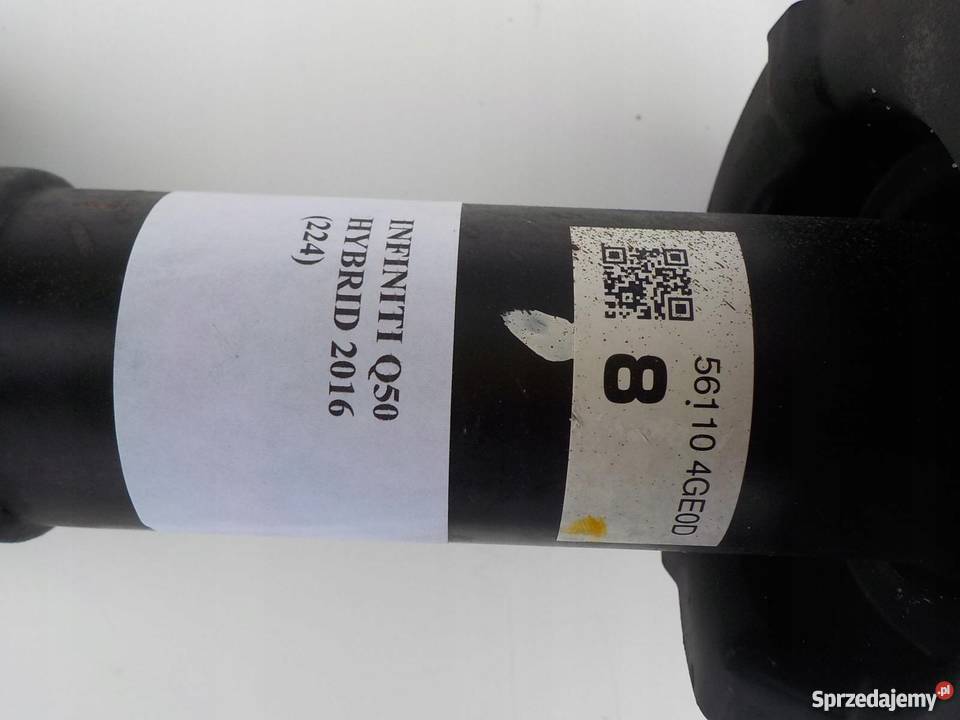 INFINITI Q50
HYBRID 2016
(224)
56110 4GE0D
8
Sprzedajemy.pl